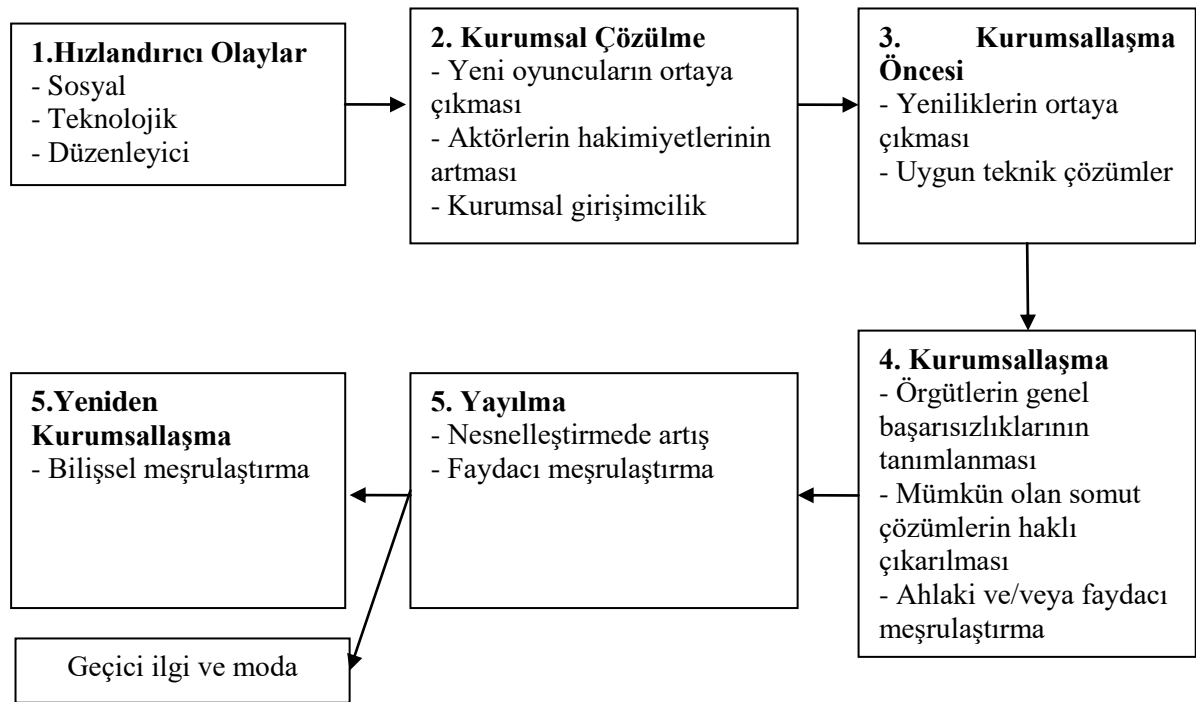 1.Hızlandırıcı Olaylar
- Sosyal
- Teknolojik
- Düzenleyici
2. Kurumsal Çözülme
- Yeni oyuncuların ortaya
çıkması
- Aktörlerin hakimiyetlerinin
artması
- Kurumsal girişimcilik
3. Kurumsallaşma
Öncesi
- Yeniliklerin ortaya
çıkması
- Uygun teknik çözümler
4. Kurumsallaşma
- Örgütlerin genel
başarısızlıklarının
tanımlanması
- Mümkün olan somut
çözümlerin haklı
çıkarılması
- Ahlaki ve/veya faydacı
meşrulaştırma
5. Yayılma
- Nesnelleştirmede artış
- Faydacı meşrulaştırma
5.Yeniden
Kurumsallaşma
- Bilişsel meşrulaştırma
Geçici ilgi ve moda